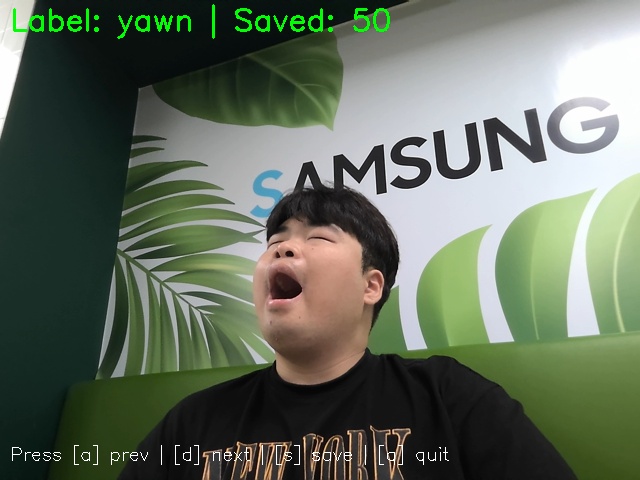 Label: yawn | Saved: 50
SAMSUNG
NEW YORK
Press [a] prev | [d] next | [s] save | [q] quit